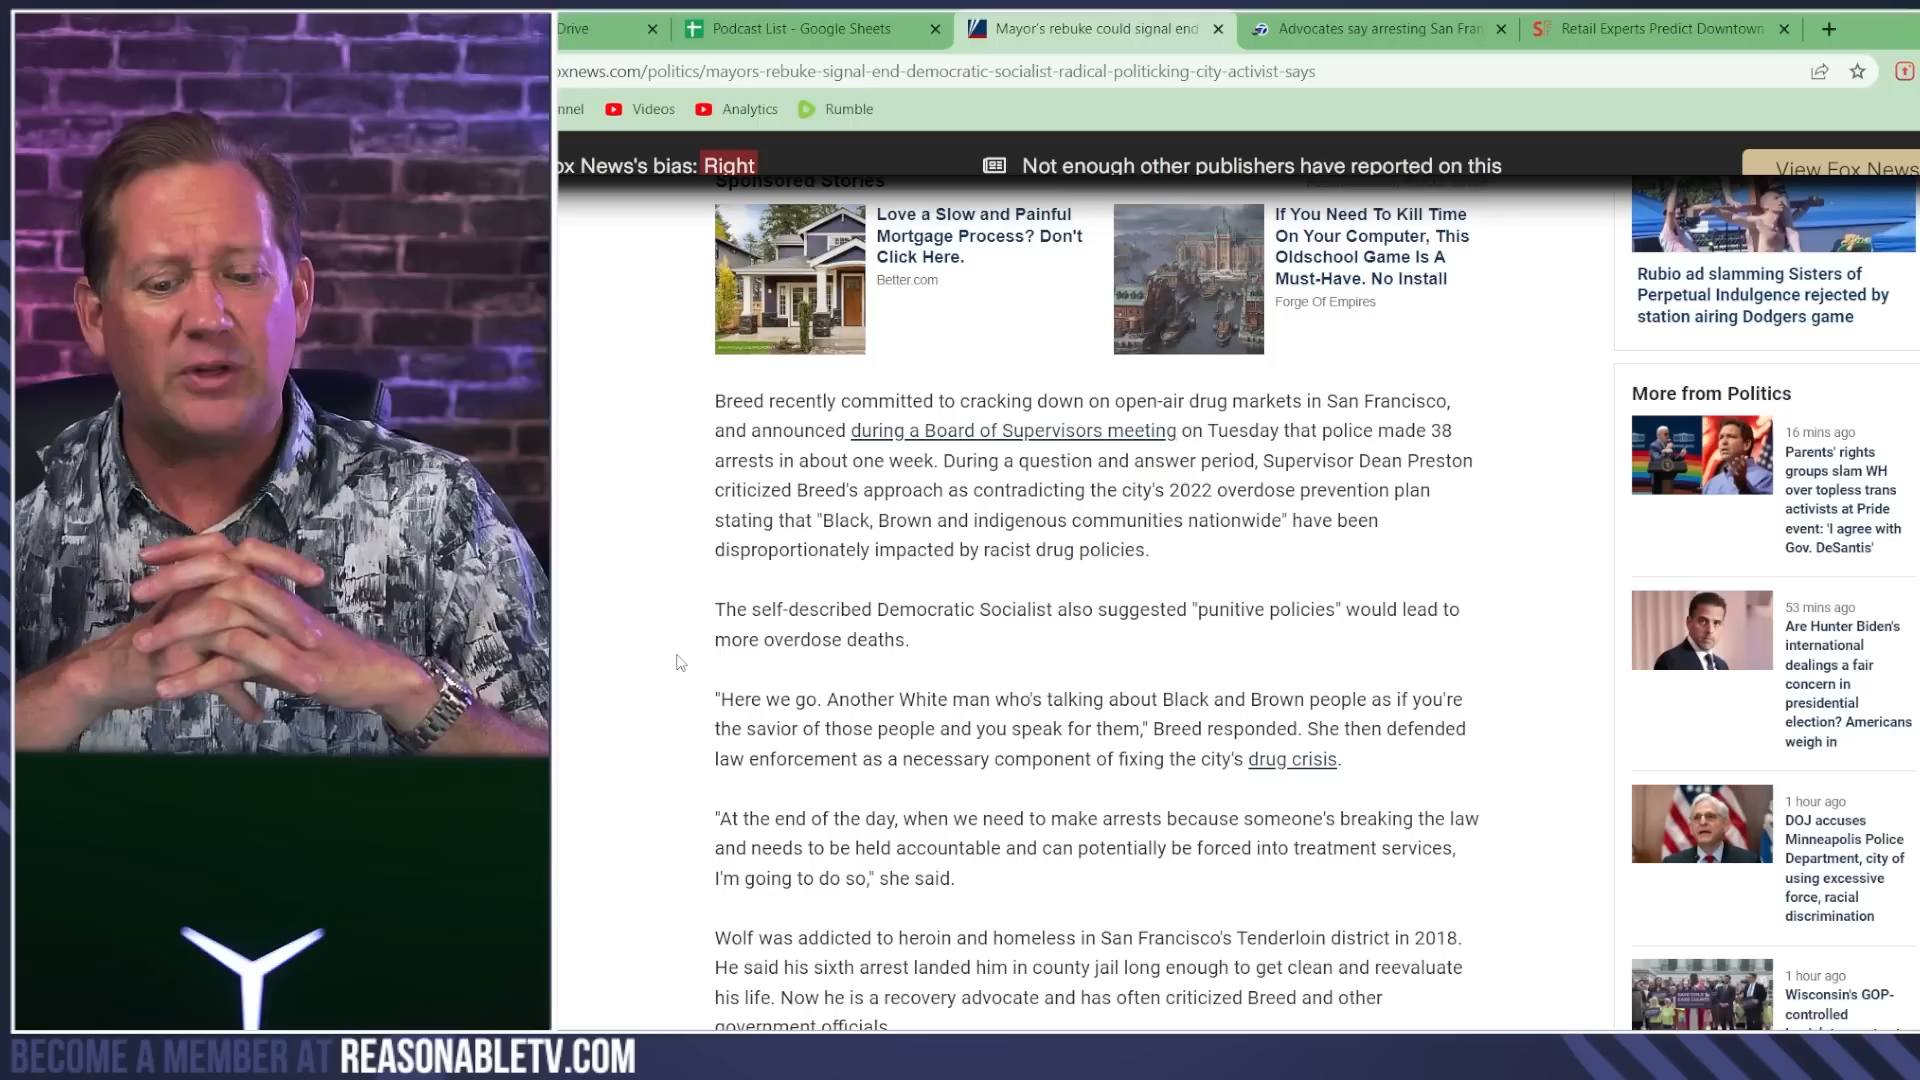 Drive
Podcast List - Google Sheets
Mayor's rebuke could signal end
Advocates say arresting San Fran
Retail Experts Predict Downtown
oxnews.com/politics/mayors-rebuke-signal-end-democratic-socialist-radical-politicking-city-activist-says
nnel
Videos
Analytics
Rumble
ox News's bias: Right
Not enough other publishers have reported on this
View Fox News
Sponsored Stories
Love a Slow and Painful
Mortgage Process? Don't
Click Here.
Better.com
If You Need To Kill Time
On Your Computer, This
Oldschool Game Is A
Must-Have. No Install
Forge Of Empires
Breed recently committed to cracking down on open-air drug markets in San Francisco,
and announced during a Board of Supervisors meeting on Tuesday that police made 38
arrests in about one week. During a question and answer period, Supervisor Dean Preston
criticized Breed's approach as contradicting the city's 2022 overdose prevention plan
stating that "Black, Brown and indigenous communities nationwide" have been
disproportionately impacted by racist drug policies.
The self-described Democratic Socialist also suggested "punitive policies" would lead to
more overdose deaths.
"Here we go. Another White man who's talking about Black and Brown people as if you're
the savior of those people and you speak for them," Breed responded. She then defended
law enforcement as a necessary component of fixing the city's drug crisis.
"At the end of the day, when we need to make arrests because someone's breaking the law
and needs to be held accountable and can potentially be forced into treatment services,
I'm going to do so," she said.
Wolf was addicted to heroin and homeless in San Francisco's Tenderloin district in 2018.
He said his sixth arrest landed him in county jail long enough to get clean and reevaluate
his life. Now he is a recovery advocate and has often criticized Breed and other
government officials.
Rubio ad slamming Sisters of
Perpetual Indulgence rejected by
station airing Dodgers game
More from Politics
16 mins ago
Parents' rights
groups slam WH
over topless trans
activists at Pride
event: 'I agree with
Gov. DeSantis'
53 mins ago
Are Hunter Biden's
international
dealings a fair
concern in
presidential
election? Americans
weigh in
1 hour ago
DOJ accuses
Minneapolis Police
Department, city of
using excessive
force, racial
discrimination
1 hour ago
Wisconsin's GOP-
controlled
BECOME A MEMBER AT REASONABLETV.COM